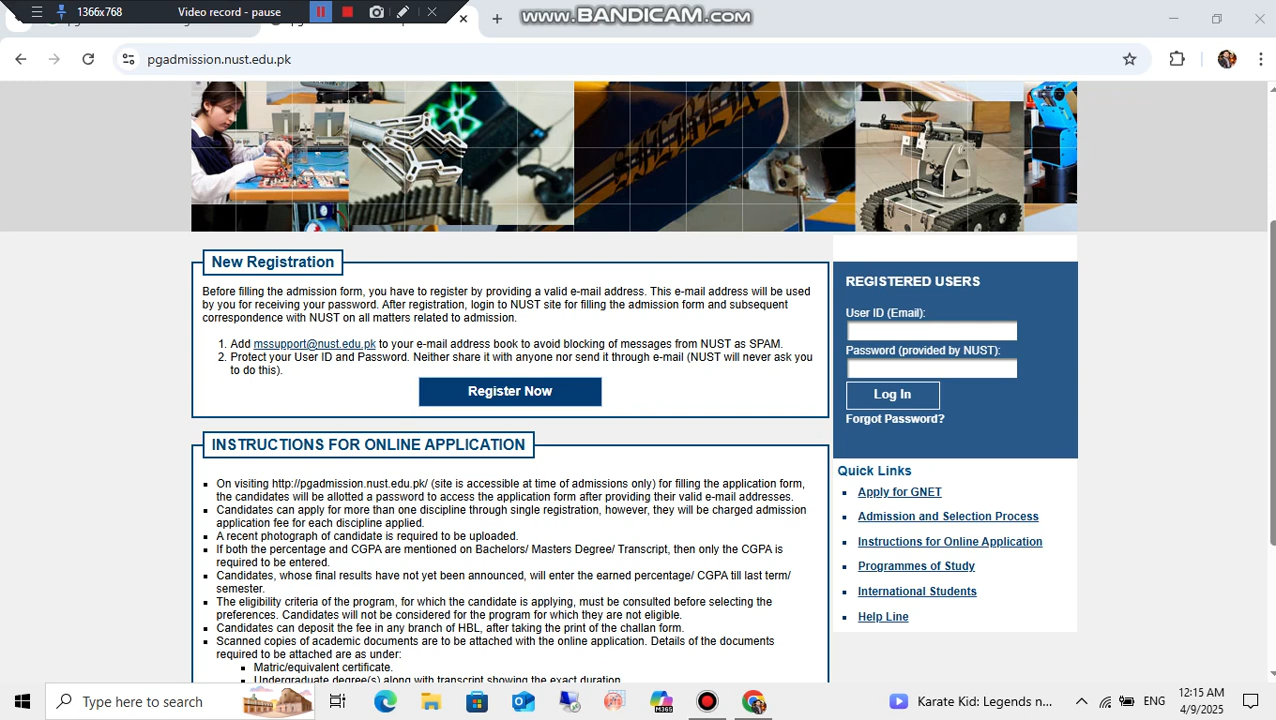 1366x768
Video record - pause
www.BANDICAM.com
pgadmission.nust.edu.pk
New Registration
Before filling the admission form, you have to register by providing a valid e-mail address. This e-mail address will be used
by you for receiving your password. After registration, login to NUST site for filling the admission form and subsequent
correspondence with NUST on all matters related to admission.
1. Add mssupport@nust.edu.pk to your e-mail address book to avoid blocking of messages from NUST as SPAM.
2. Protect your User ID and Password. Neither share it with anyone nor send it through e-mail (NUST will never ask you
to do this).
Register Now
INSTRUCTIONS FOR ONLINE APPLICATION
On visiting http://pgadmission.nust.edu.pk/ (site is accessible at time of admissions only) for filling the application form,
the candidates will be allotted a password to access the application form after providing their valid e-mail addresses.
Candidates can apply for more than one discipline through single registration, however, they will be charged admission
application fee for each discipline applied.
A recent photograph of candidate is required to be uploaded.
If both the percentage and CGPA are mentioned on Bachelors/ Masters Degree/ Transcript, then only the CGPA is
required to be entered.
Candidates, whose final results have not yet been announced, will enter the earned percentage/ CGPA till last term/
semester.
The eligibility criteria of the program, for which the candidate is applying, must be consulted before selecting the
preferences. Candidates will not be considered for the program for which they are not eligible.
Candidates can deposit the fee in any branch of HBL, after taking the print of the challan form.
Scanned copies of academic documents are to be attached with the online application. Details of the documents
required to be attached are as under:
Matric/equivalent certificate.
Undergraduate degree(s) along with transcript showing the exact duration
REGISTERED USERS
User ID (Email):
Password (provided by NUST):
Log In
Forgot Password?
Quick Links
Apply for GNET
Admission and Selection Process
Instructions for Online Application
Programmes of Study
International Students
Help Line
Type here to search
M365
Karate Kid: Legends n...
ENG
12:15 AM
4/9/2025